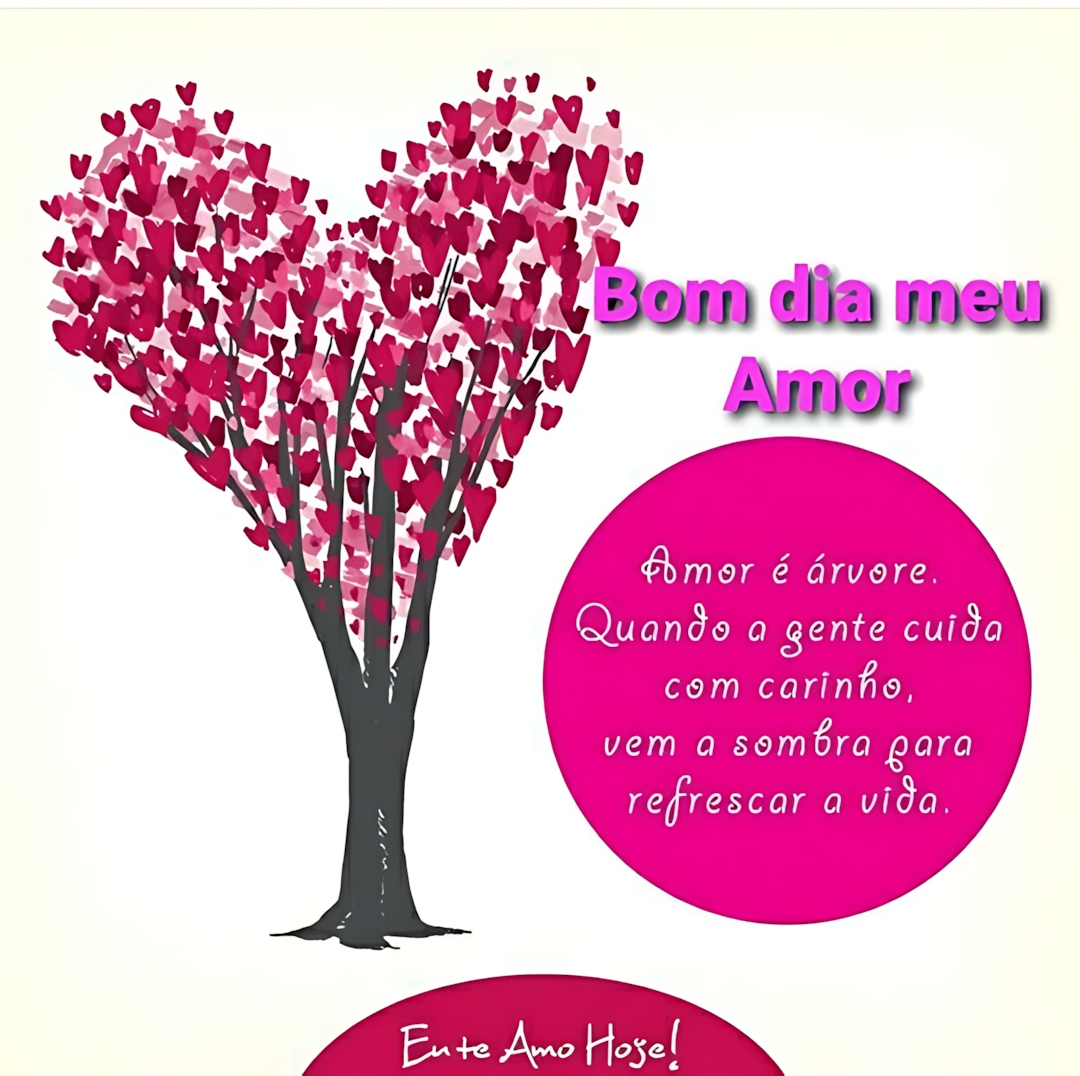 Bom dia meu
Amor
Amor é árvore.
Quando a gente cuida
com carinho,
vem a sombra para
refrescar a vida.
Eu te Amo Hoje!